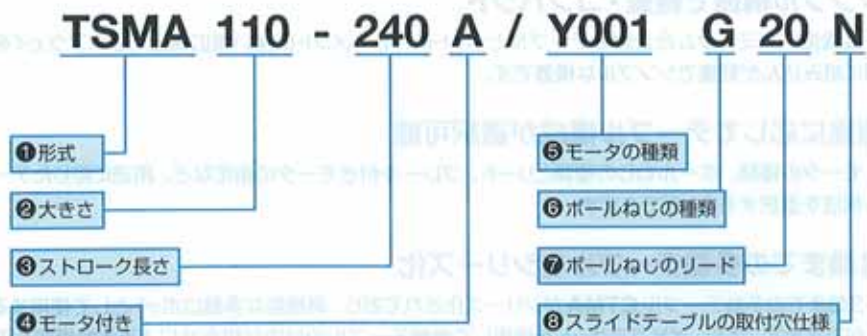 TSMA 110 - 240 A / Y001 G 20 N
❶形式
❷大きさ
❸ストローク長さ
❹モータ付き
❺モータの種類
❻ボールねじの種類
❼ボールねじのリード
❽スライドテーブルの取付穴仕様